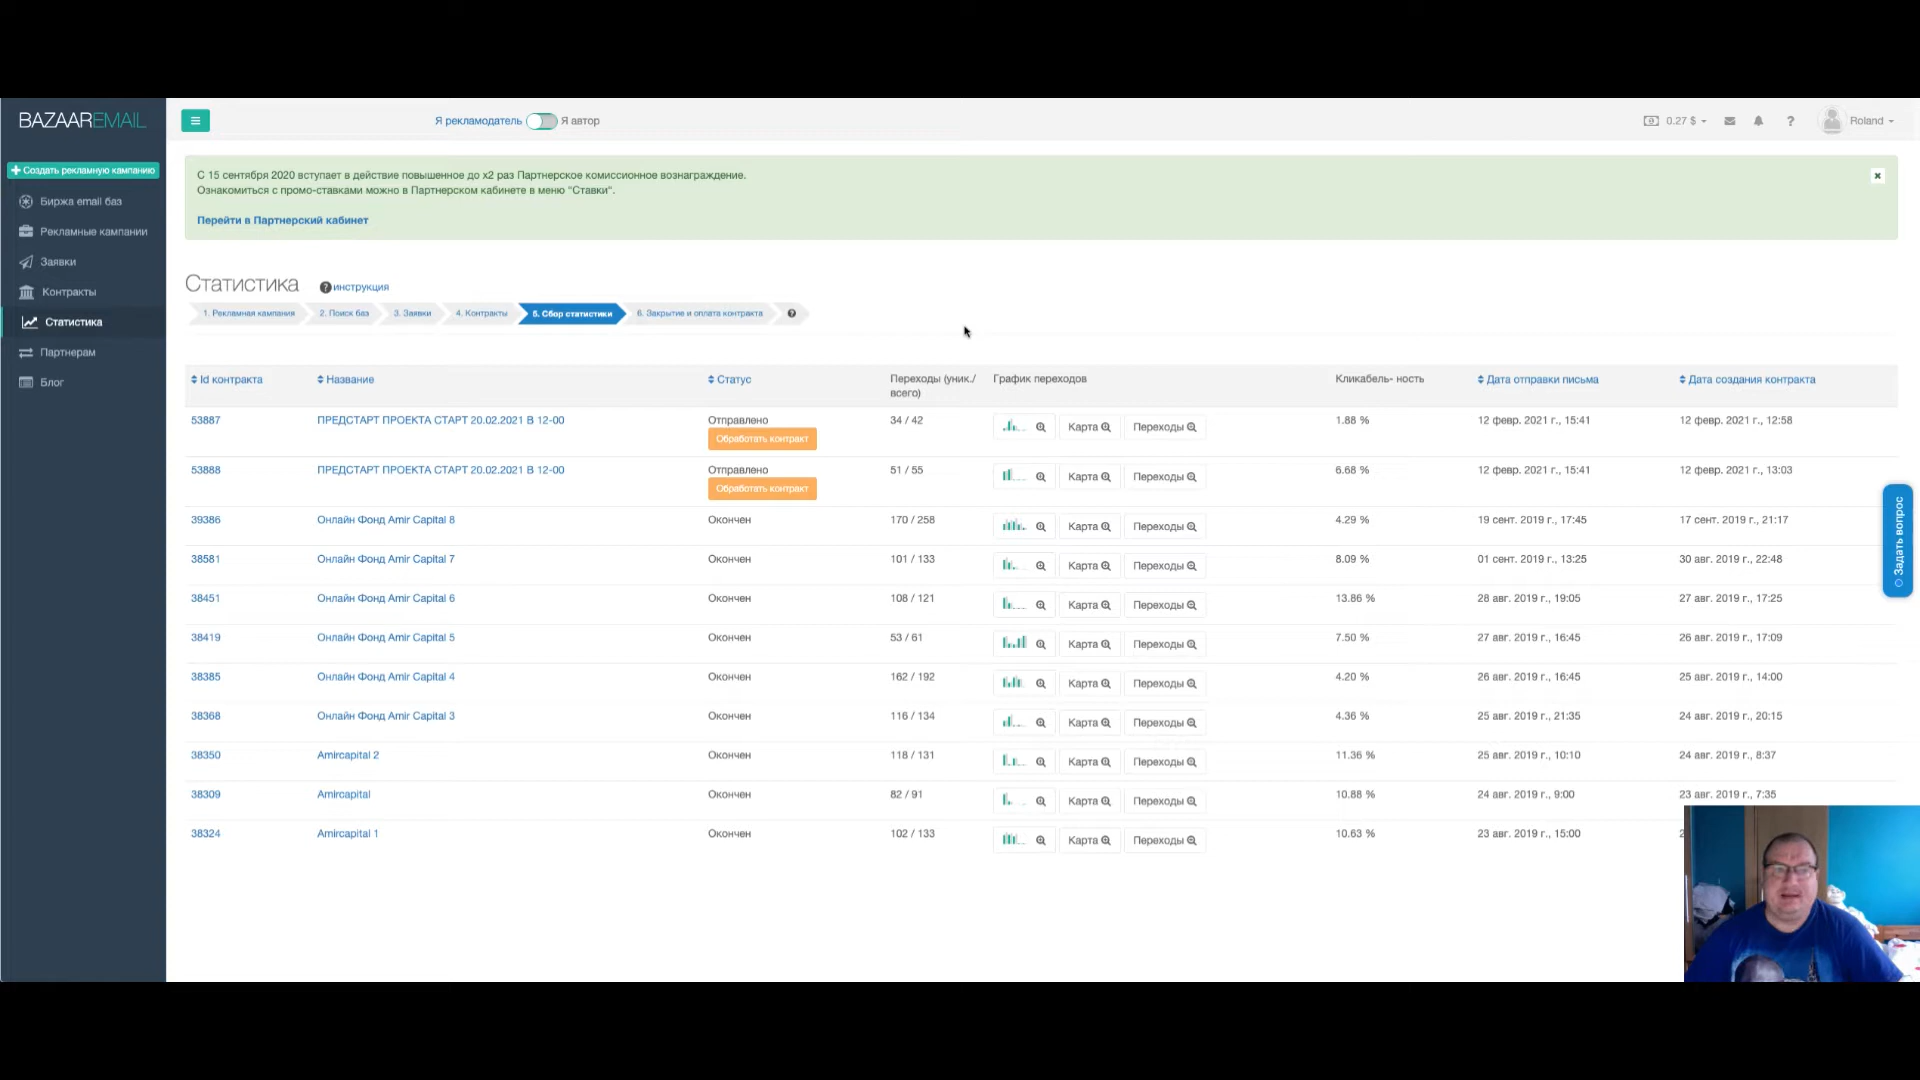 BAZAAREMAIL
Я рекламодатель Я автор
0.27 $
Roland
Создать рекламную кампанию
Биржа email баз
Рекламные кампании
Заявки
Контракты
Статистика
Партнерам
Блог
С 15 сентября 2020 вступает в действие повышенное до x2 раз Партнерское комиссионное вознаграждение.
Ознакомиться с промо-ставками можно в Партнерском кабинете в меню "Ставки".
Перейти в Партнерский кабинет
Статистика инструкция
1. Рекламная кампания 2. Поиск баз 3. Заявки 4. Контракты 5. Сбор статистики 6. Закрытие и оплата контракта
Id контракта Название Статус Переходы (уник./ всего) График переходов Кликабель- ность Дата отправки письма Дата создания контракта
53887 ПРЕДСТАРТ ПРОЕКТА СТАРТ 20.02.2021 В 12-00 Отправлено 34 / 42 Карта Переходы 1.88 % 12 февр. 2021 г., 15:41 12 февр. 2021 г., 12:58
Обработать контракт
53888 ПРЕДСТАРТ ПРОЕКТА СТАРТ 20.02.2021 В 12-00 Отправлено 51 / 55 Карта Переходы 6.68 % 12 февр. 2021 г., 15:41 12 февр. 2021 г., 13:03
Обработать контракт
39386 Онлайн Фонд Amir Capital 8 Окончен 170 / 258 Карта Переходы 4.29 % 19 сент. 2019 г., 17:45 17 сент. 2019 г., 21:17
38581 Онлайн Фонд Amir Capital 7 Окончен 101 / 133 Карта Переходы 8.09 % 01 сент. 2019 г., 13:25 30 авг. 2019 г., 22:48
38451 Онлайн Фонд Amir Capital 6 Окончен 108 / 121 Карта Переходы 13.86 % 28 авг. 2019 г., 19:05 27 авг. 2019 г., 17:25
38419 Онлайн Фонд Amir Capital 5 Окончен 53 / 61 Карта Переходы 7.50 % 27 авг. 2019 г., 16:45 26 авг. 2019 г., 17:09
38385 Онлайн Фонд Amir Capital 4 Окончен 162 / 192 Карта Переходы 4.20 % 26 авг. 2019 г., 16:45 25 авг. 2019 г., 14:00
38368 Онлайн Фонд Amir Capital 3 Окончен 116 / 134 Карта Переходы 4.36 % 25 авг. 2019 г., 21:35 24 авг. 2019 г., 20:15
38350 Amircapital 2 Окончен 118 / 131 Карта Переходы 11.36 % 25 авг. 2019 г., 10:10 24 авг. 2019 г., 8:37
38309 Amircapital Окончен 82 / 91 Карта Переходы 10.88 % 24 авг. 2019 г., 9:00 23 авг. 2019 г., 7:35
38324 Amircapital 1 Окончен 102 / 133 Карта Переходы 10.63 % 23 авг. 2019 г., 15:00
Задать вопрос